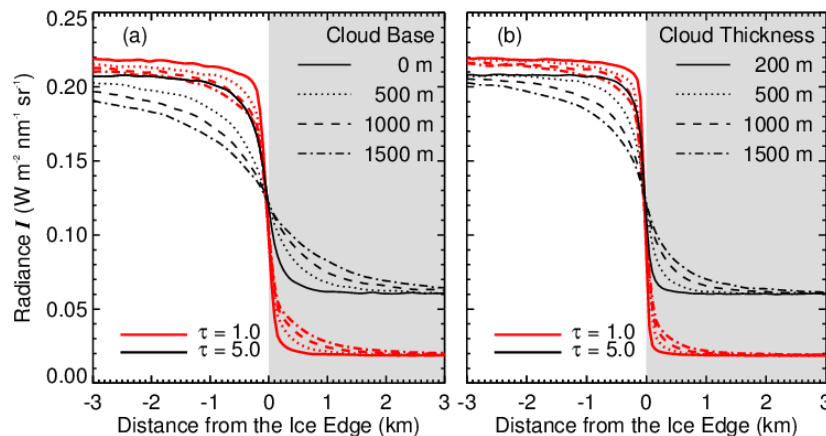 (a)
Cloud Base
0 m
500 m
1000 m
1500 m
τ = 1.0
τ = 5.0
0.25
0.20
0.15
0.10
0.05
0.00
Radiance I (W m⁻² nm⁻¹ sr⁻¹)
-3 -2 -1 0 1 2 3
Distance from the Ice Edge (km)
(b)
Cloud Thickness
200 m
500 m
1000 m
1500 m
τ = 1.0
τ = 5.0
-3 -2 -1 0 1 2 3
Distance from the Ice Edge (km)